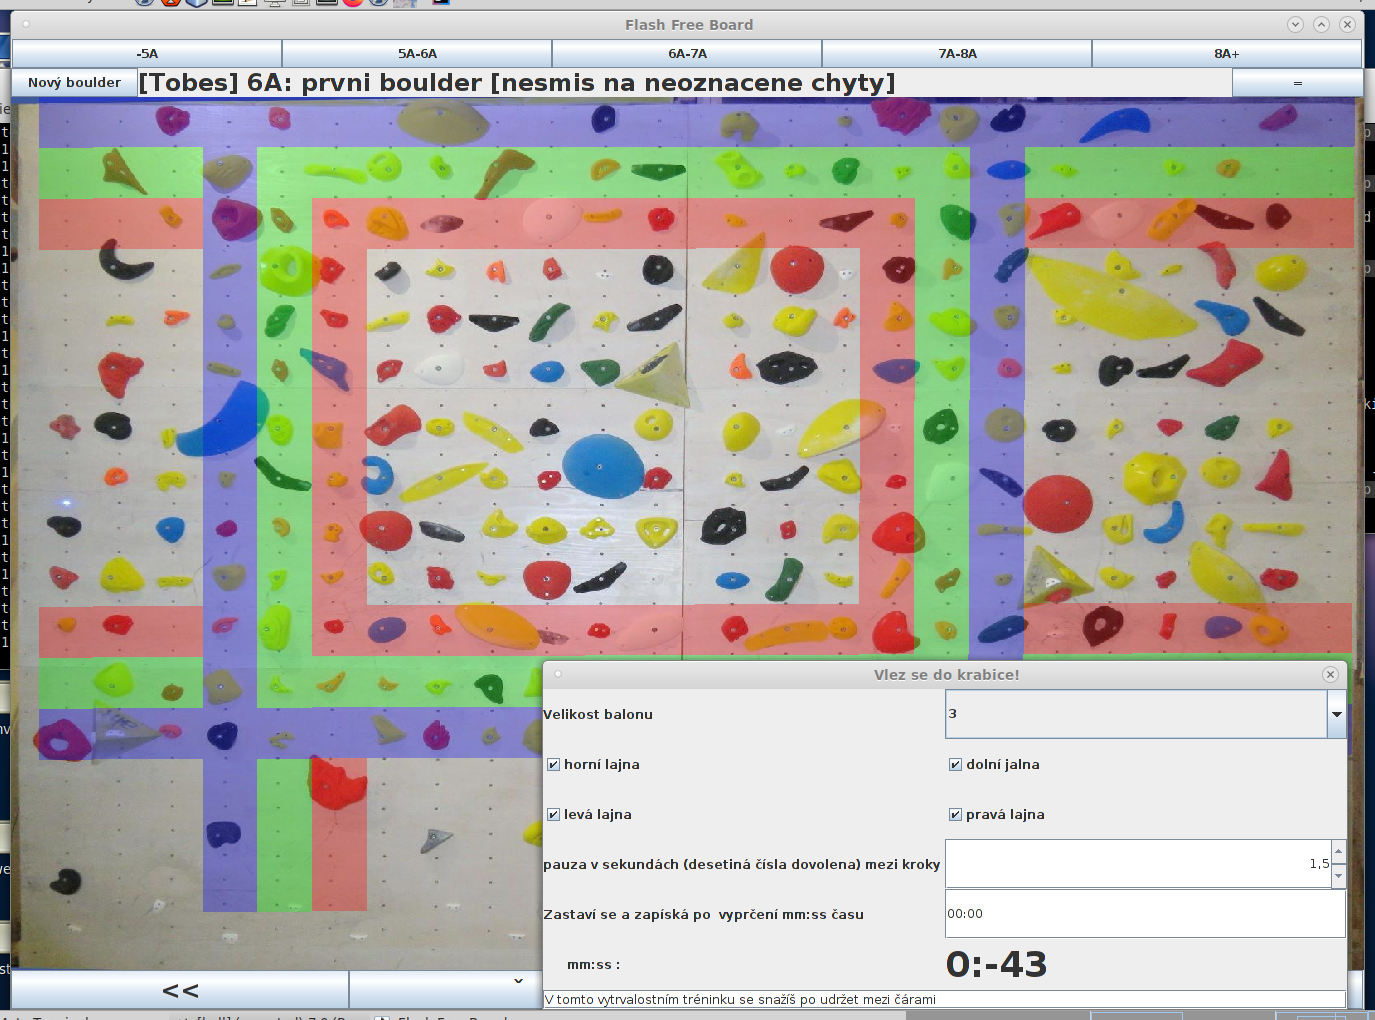 Flash Free Board
-5A 5A-6A 6A-7A 7A-8A 8A+
Nový boulder [Tobes] 6A: prvni boulder [nesmis na neoznacene chyty] =
Vlez se do krabice!
Velikost balonu 3
horní lajna dolní jalna
levá lajna pravá lajna
pauza v sekundách (desetiná čísla dovolena) mezi kroky 1,5
Zastaví se a zapíská po vyprčení mm:ss času 00:00
mm:ss : 0:-43
<< ˇ
V tomto vytrvalostním tréninku se snažíš po udržet mezi čárami